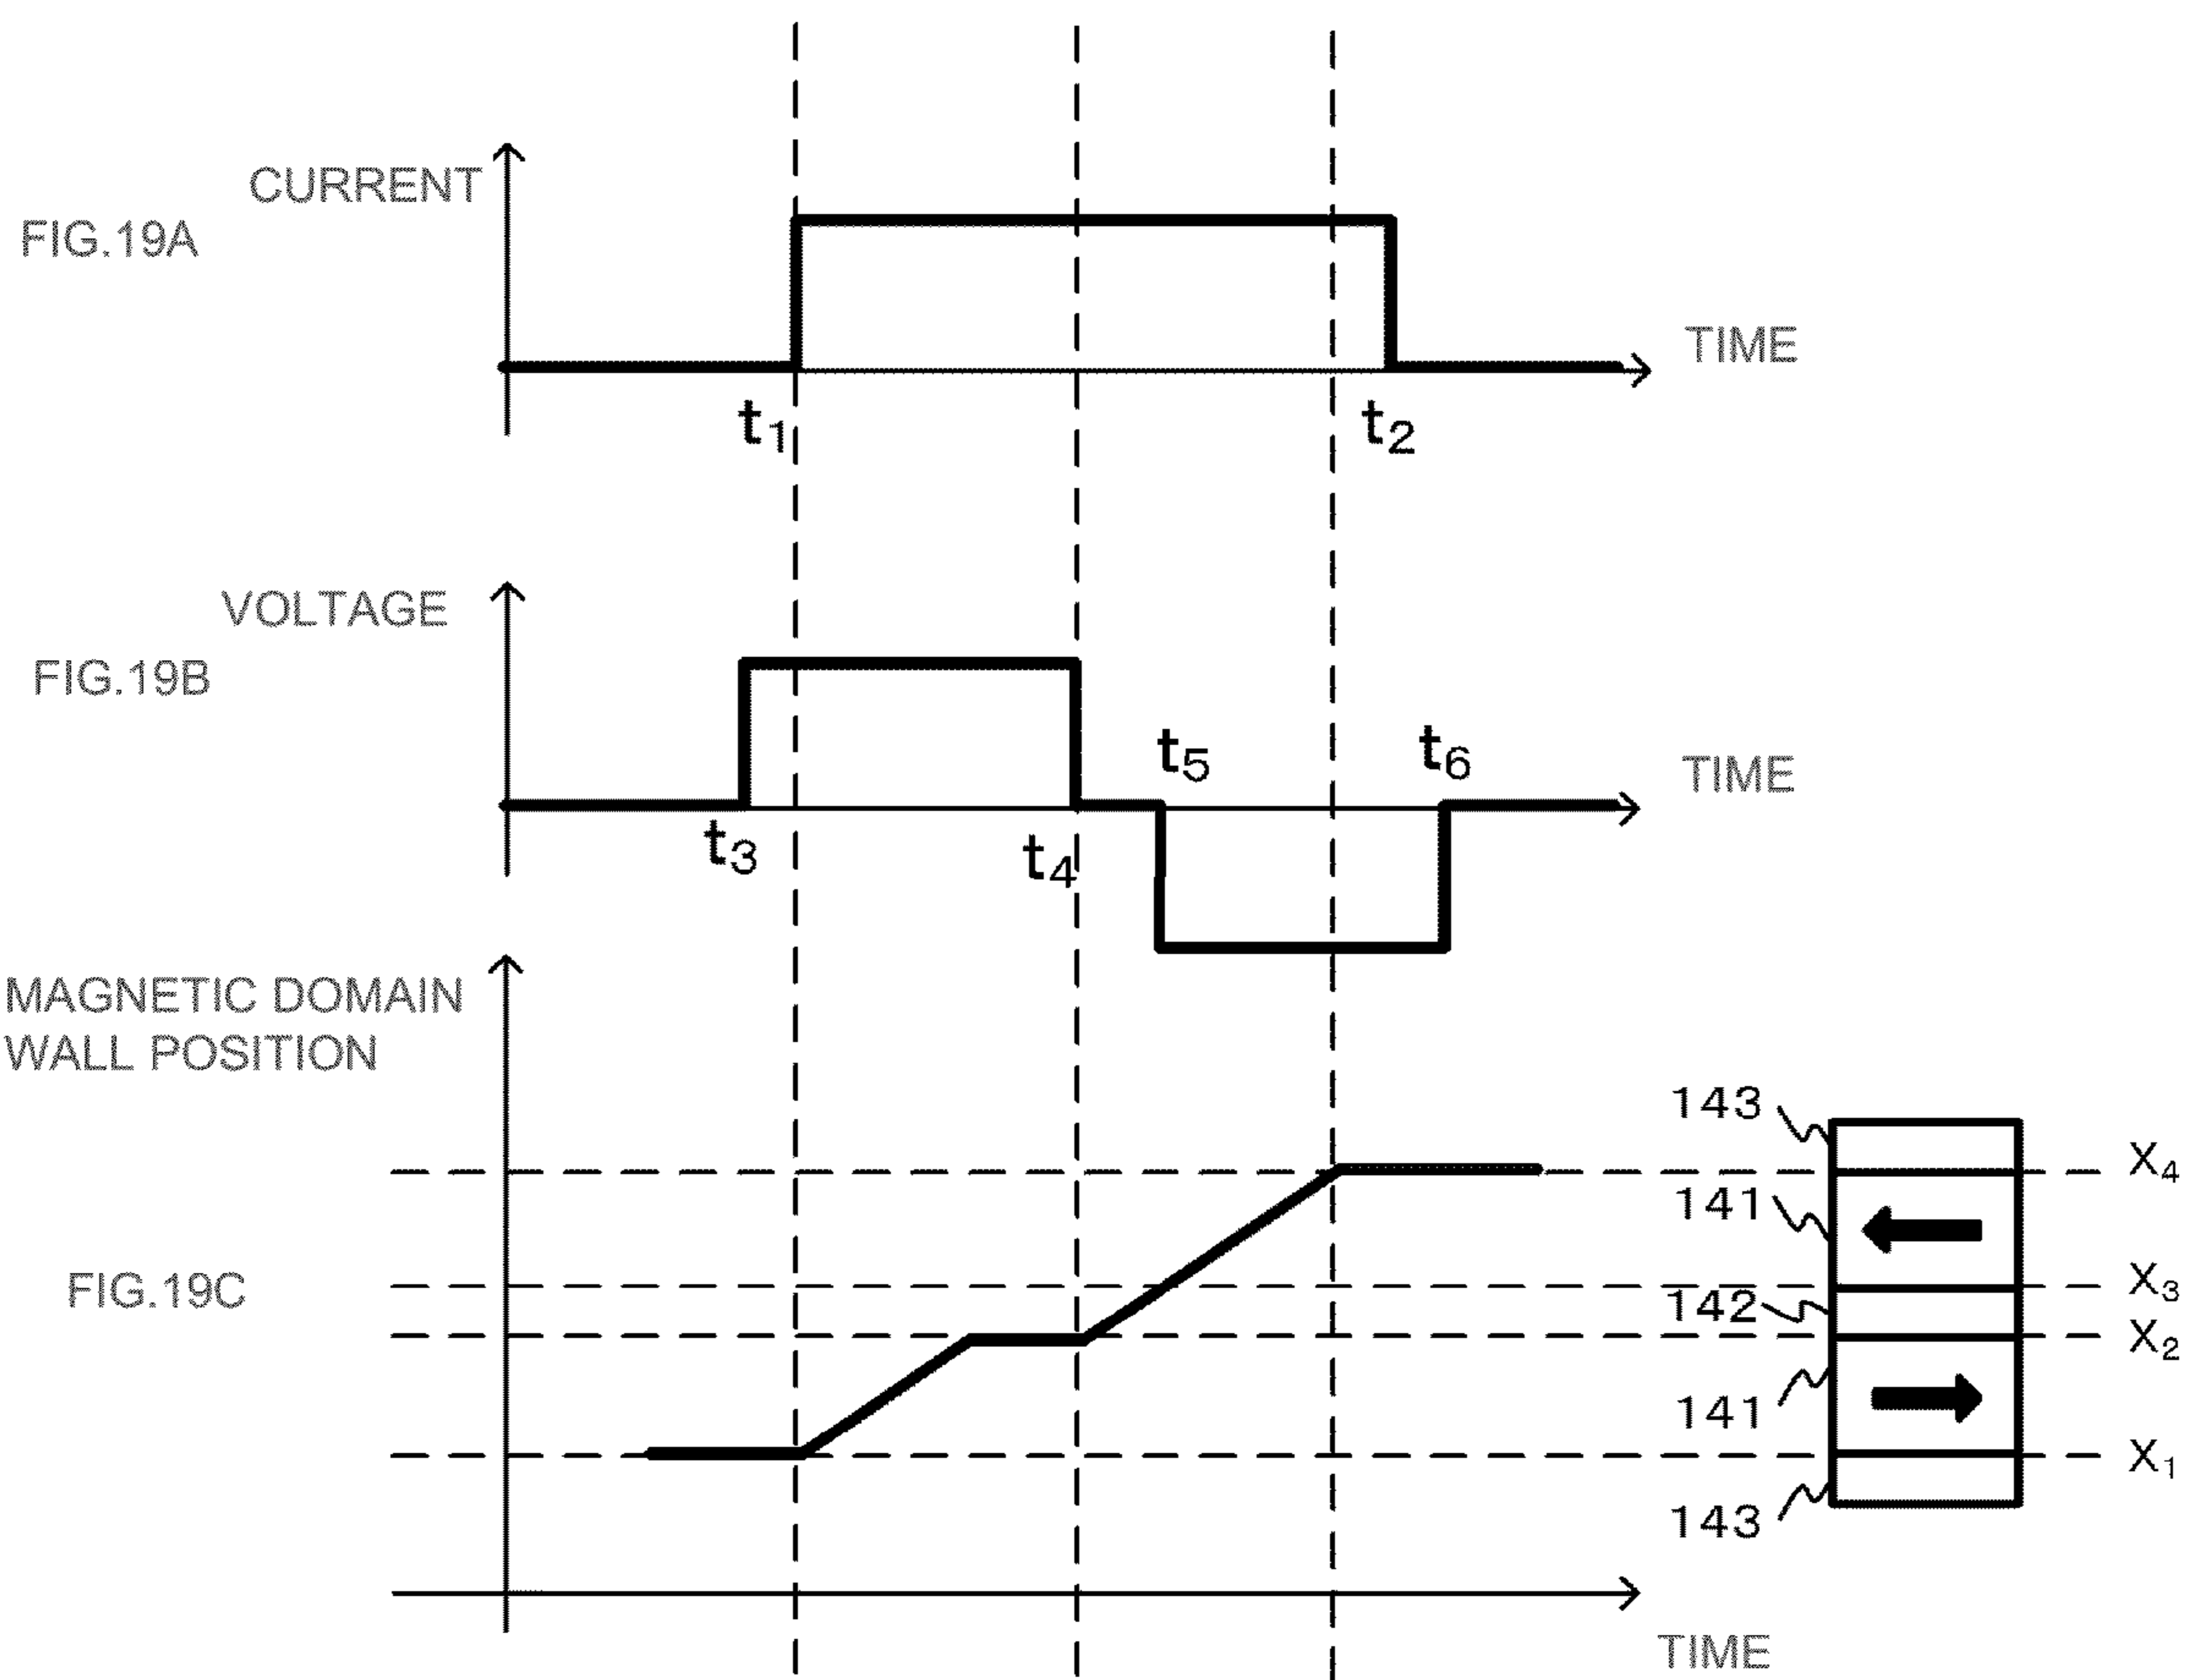 CURRENT
FIG.19A
TIME
t1
t2
VOLTAGE
FIG.19B
t5
t6
TIME
t3
t4
MAGNETIC DOMAIN
WALL POSITION
143
X4
141
FIG.19C
X3
142
X2
141
X1
143
TIME